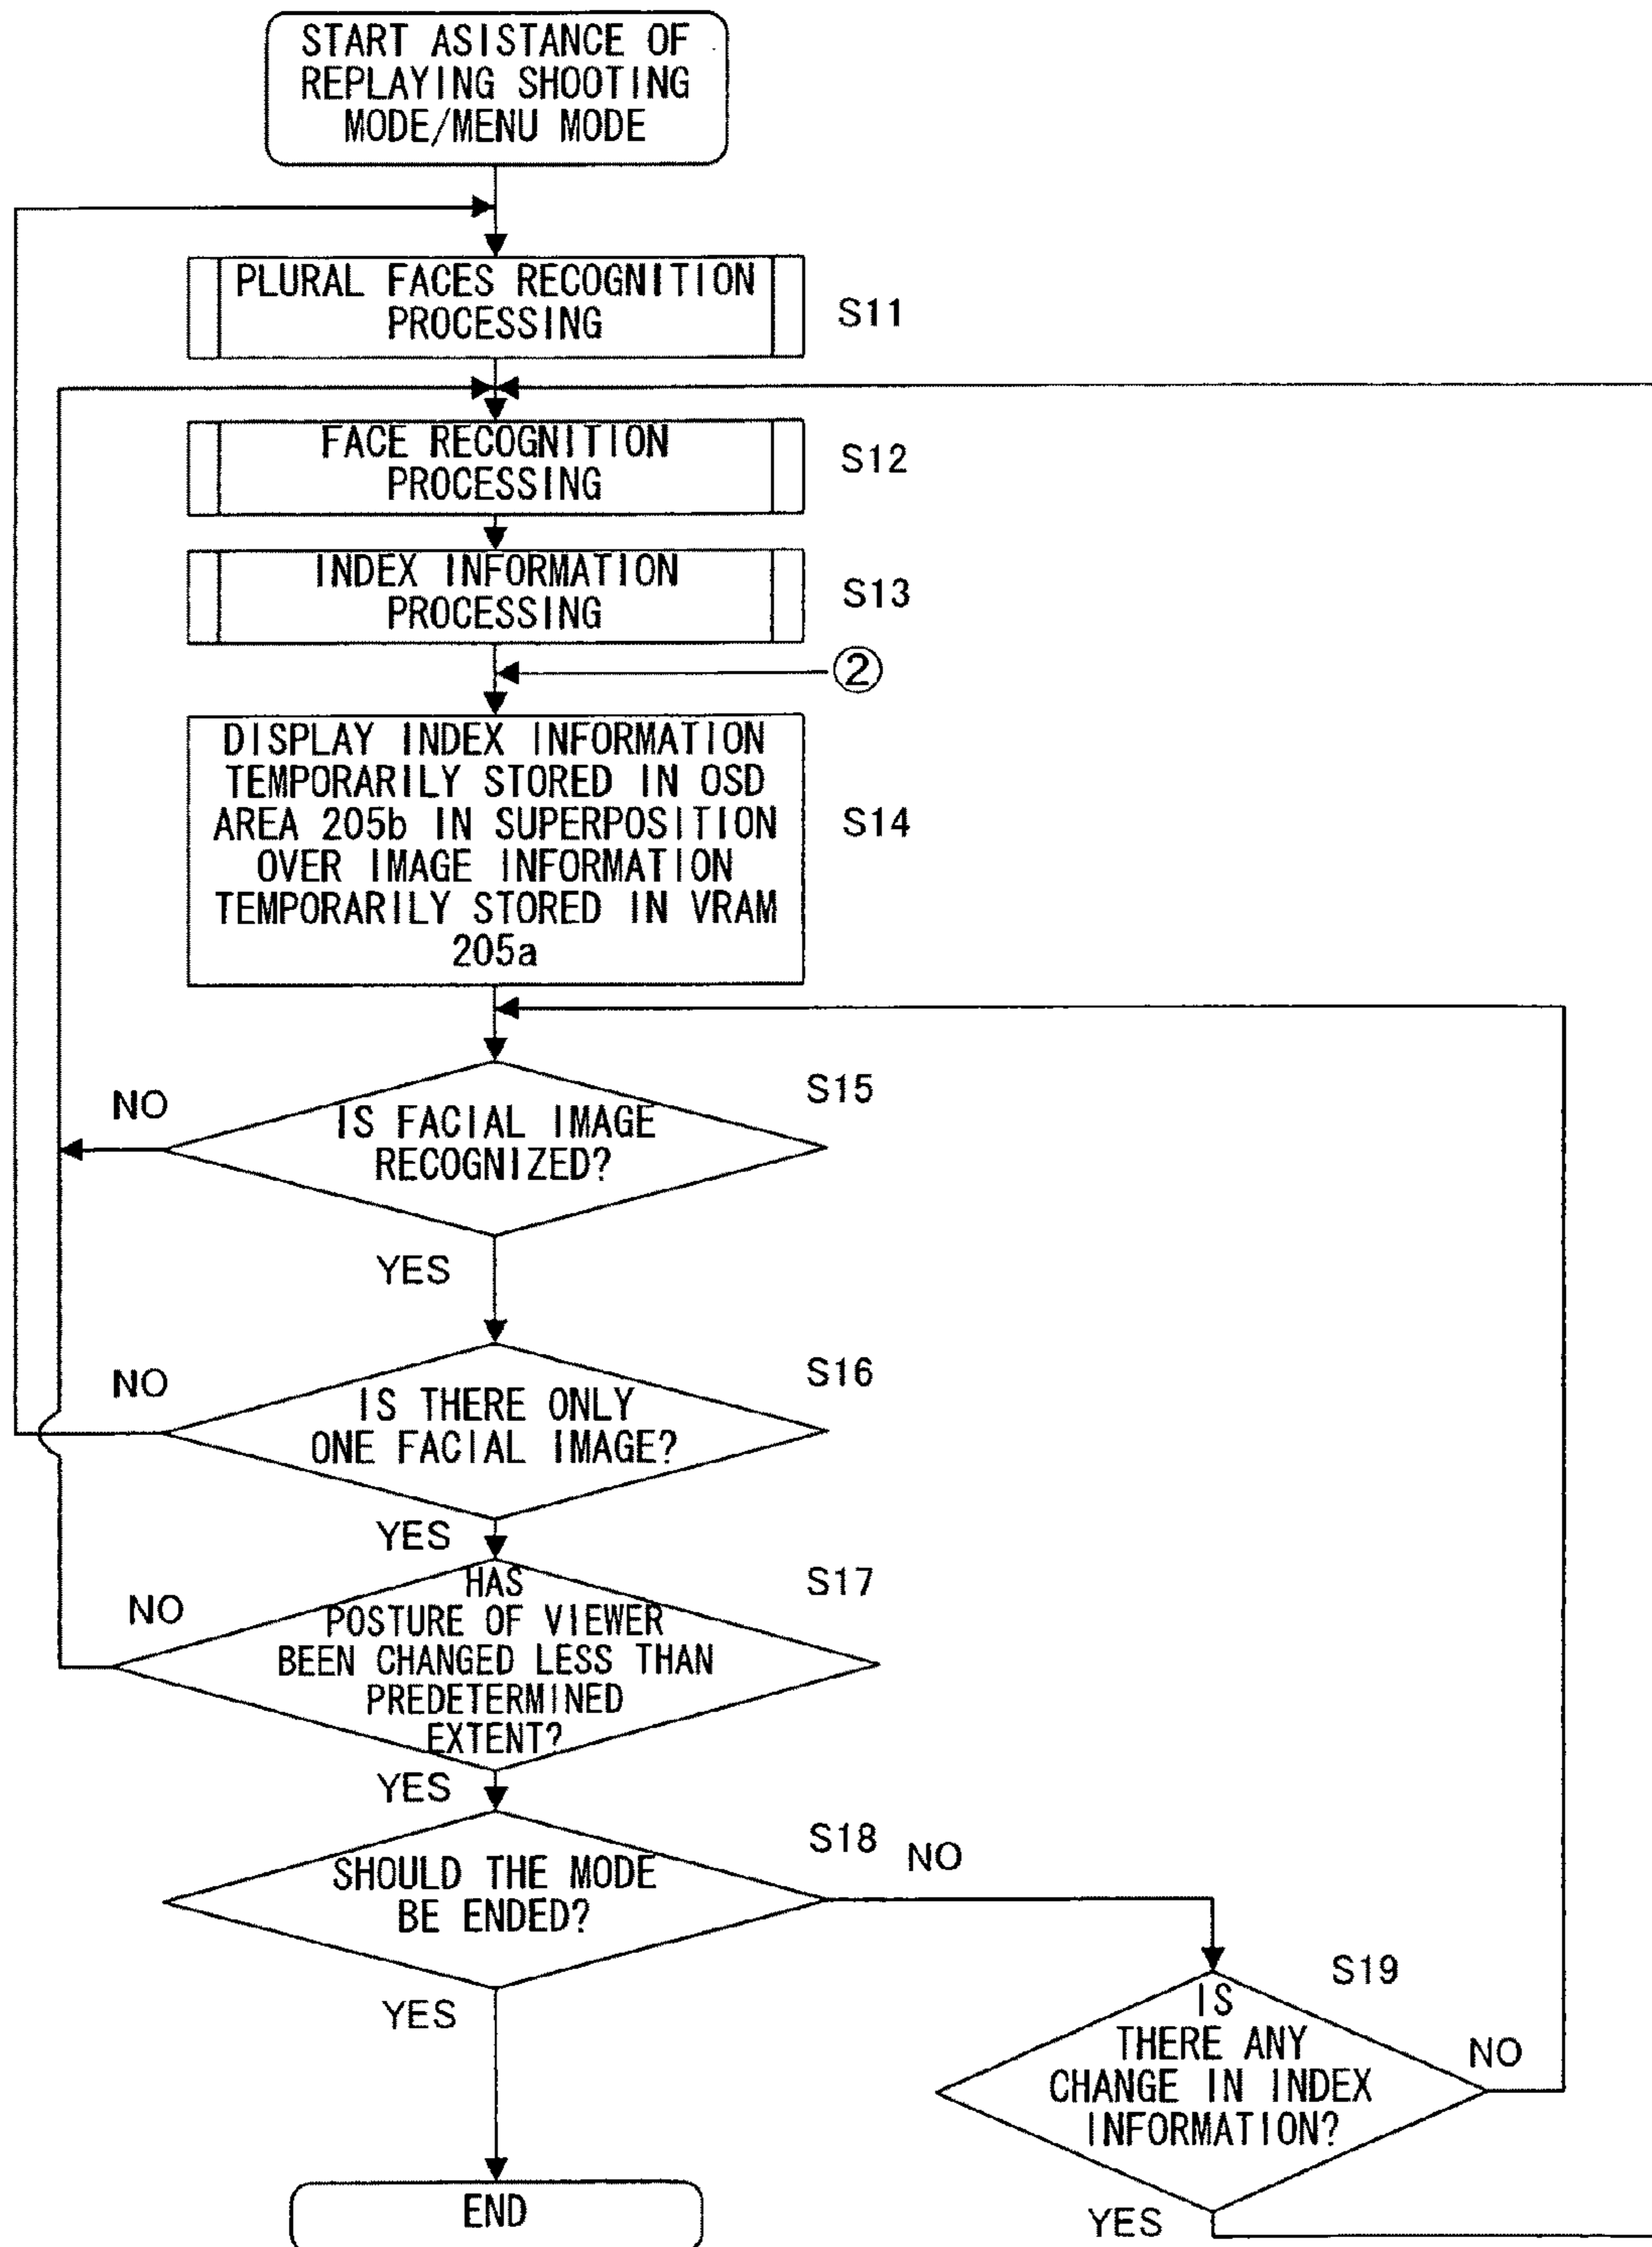 START ASISTANCE OF
REPLAYING SHOOTING
MODE/MENU MODE
PLURAL FACES RECOGNITION
PROCESSING
S11
FACE RECOGNITION
PROCESSING
S12
INDEX INFORMATION
PROCESSING
S13
②
DISPLAY INDEX INFORMATION
TEMPORARILY STORED IN OSD
AREA 205b IN SUPERPOSITION
OVER IMAGE INFORMATION
TEMPORARILY STORED IN VRAM
205a
S14
NO
S15
IS FACIAL IMAGE
RECOGNIZED?
YES
NO
S16
IS THERE ONLY
ONE FACIAL IMAGE?
YES
NO
S17
HAS
POSTURE OF VIEWER
BEEN CHANGED LESS THAN
PREDETERMINED
EXTENT?
YES
S18
NO
SHOULD THE MODE
BE ENDED?
YES
S19
IS
THERE ANY
CHANGE IN INDEX
INFORMATION?
NO
YES
END